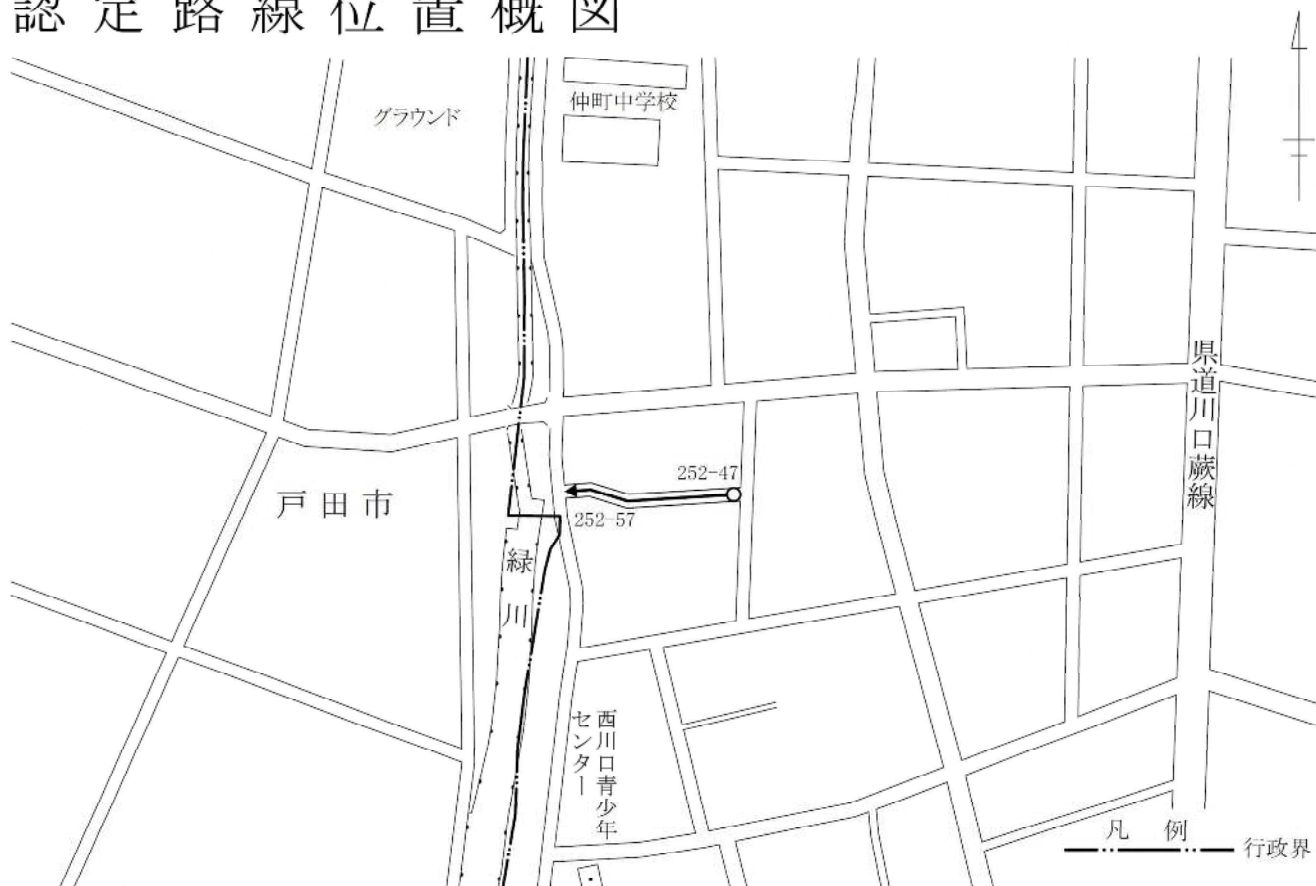 認定路線位置概図
グラウンド
仲町中学校
県道川口蕨線
252-47
戸田市
252-57
緑川
西川口青少年
センター
凡例
行政界